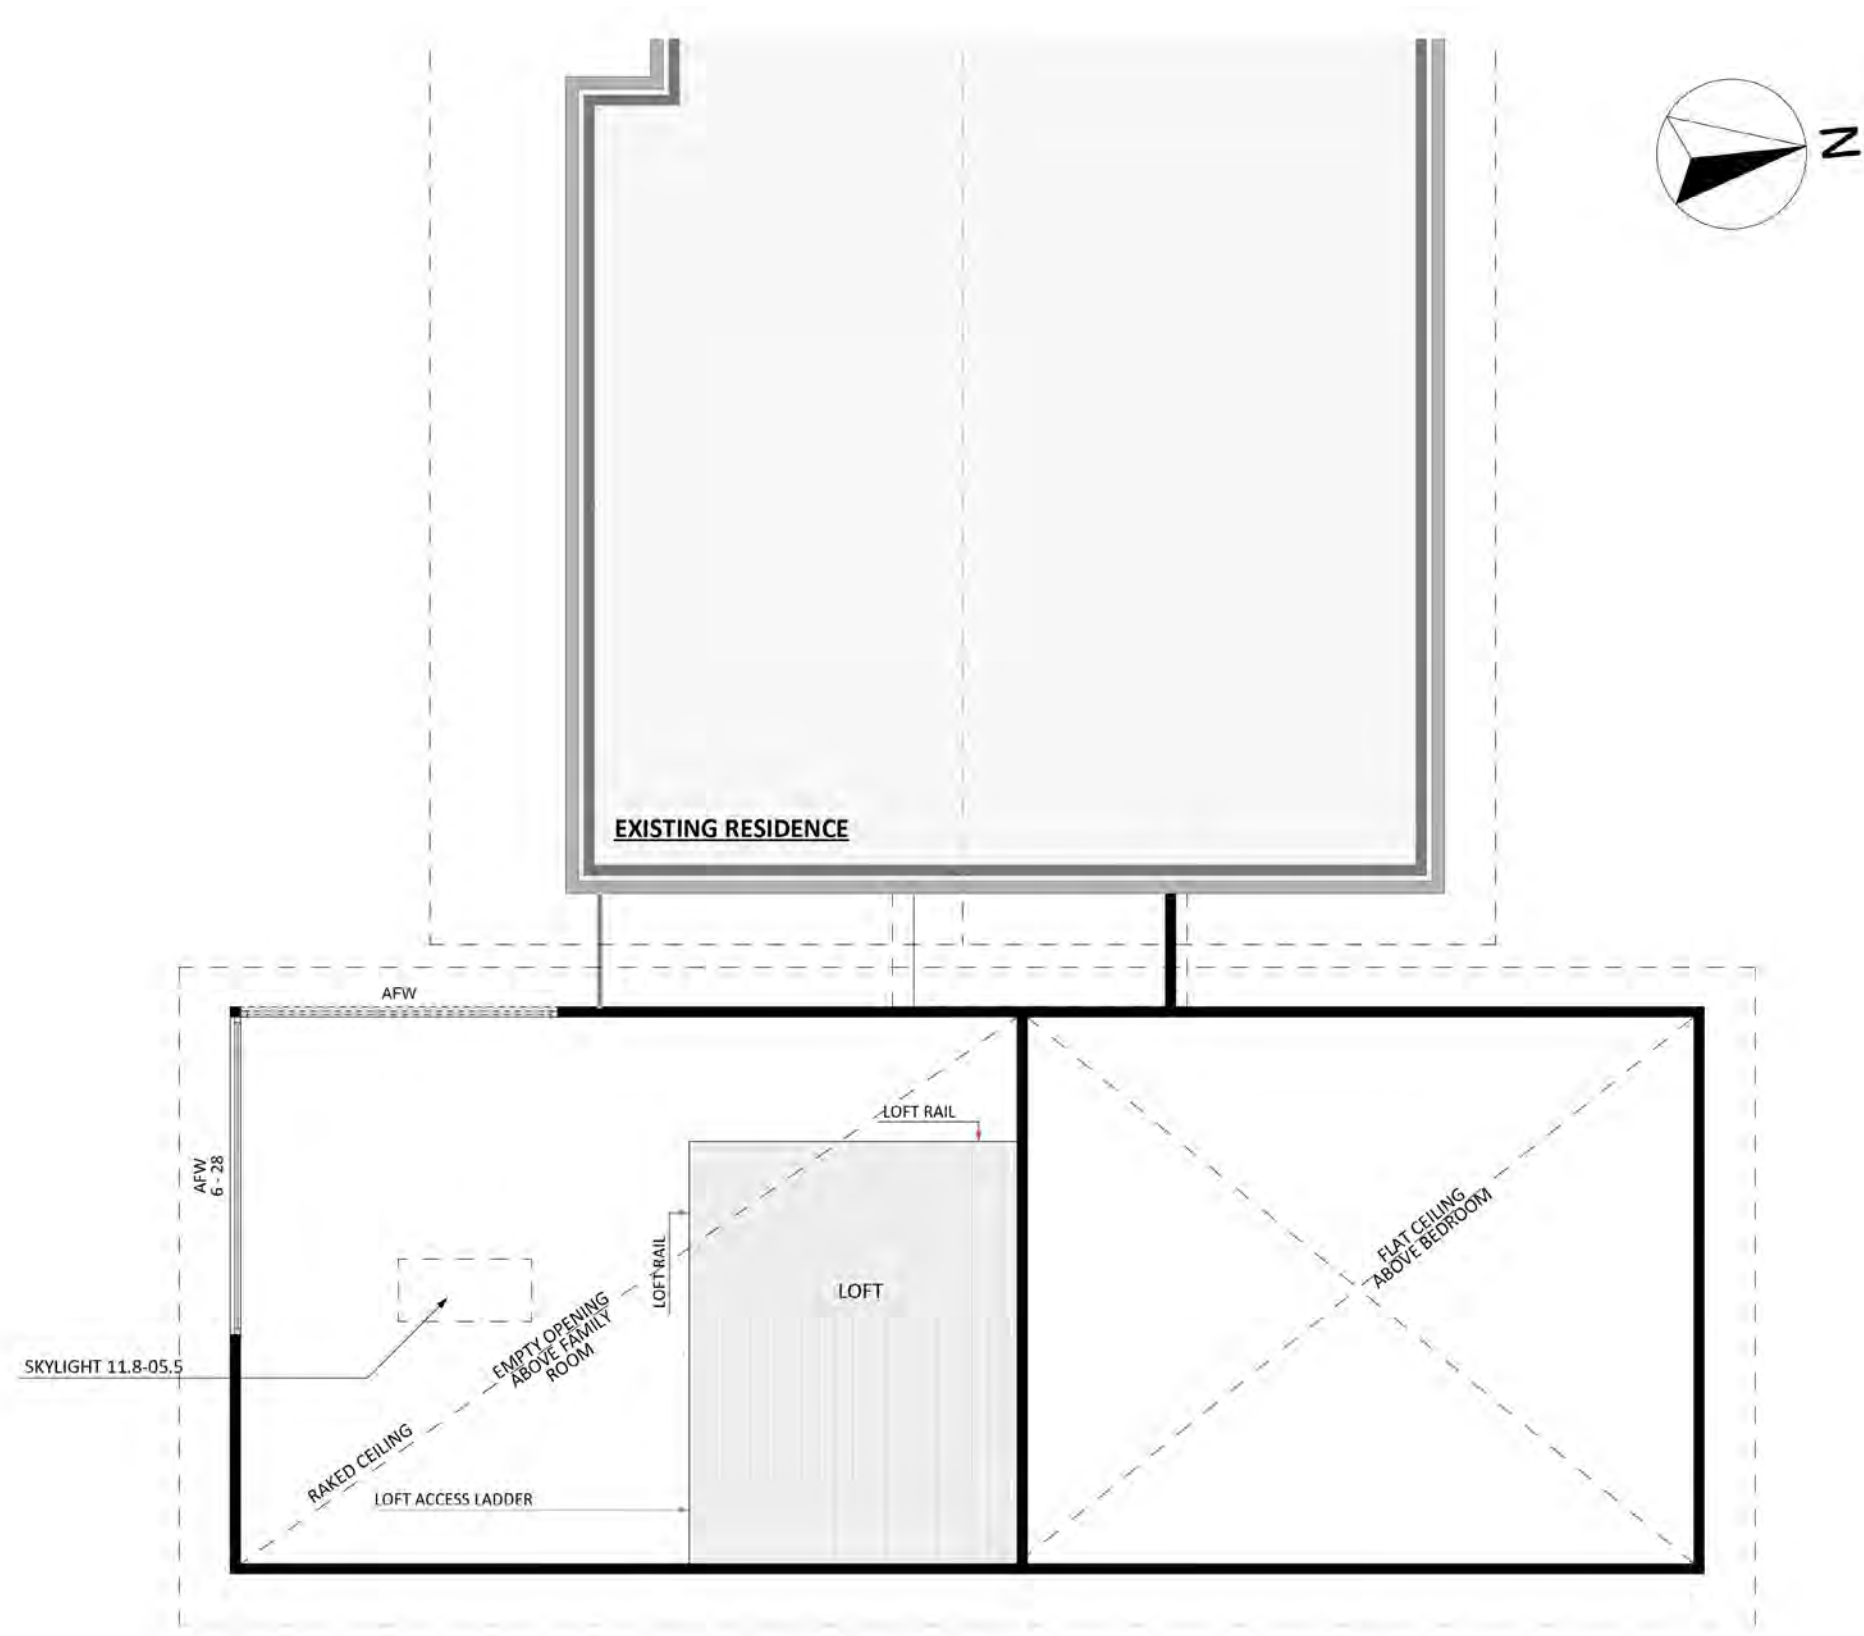 N
EXISTING RESIDENCE
AFW
LOFT RAIL
AFW
6 - 28
LOFT RAIL
FLAT CEILING
ABOVE BEDROOM
LOFT
EMPTY OPENING
ABOVE FAMILY
ROOM
SKYLIGHT 11.8-05.5
RAKED CEILING
LOFT ACCESS LADDER